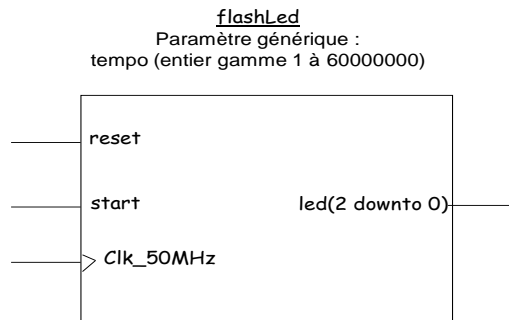 flashLed
Paramètre générique :
tempo (entier gamme 1 à 60000000)
reset
start
led(2 downto 0)
Clk_50MHz